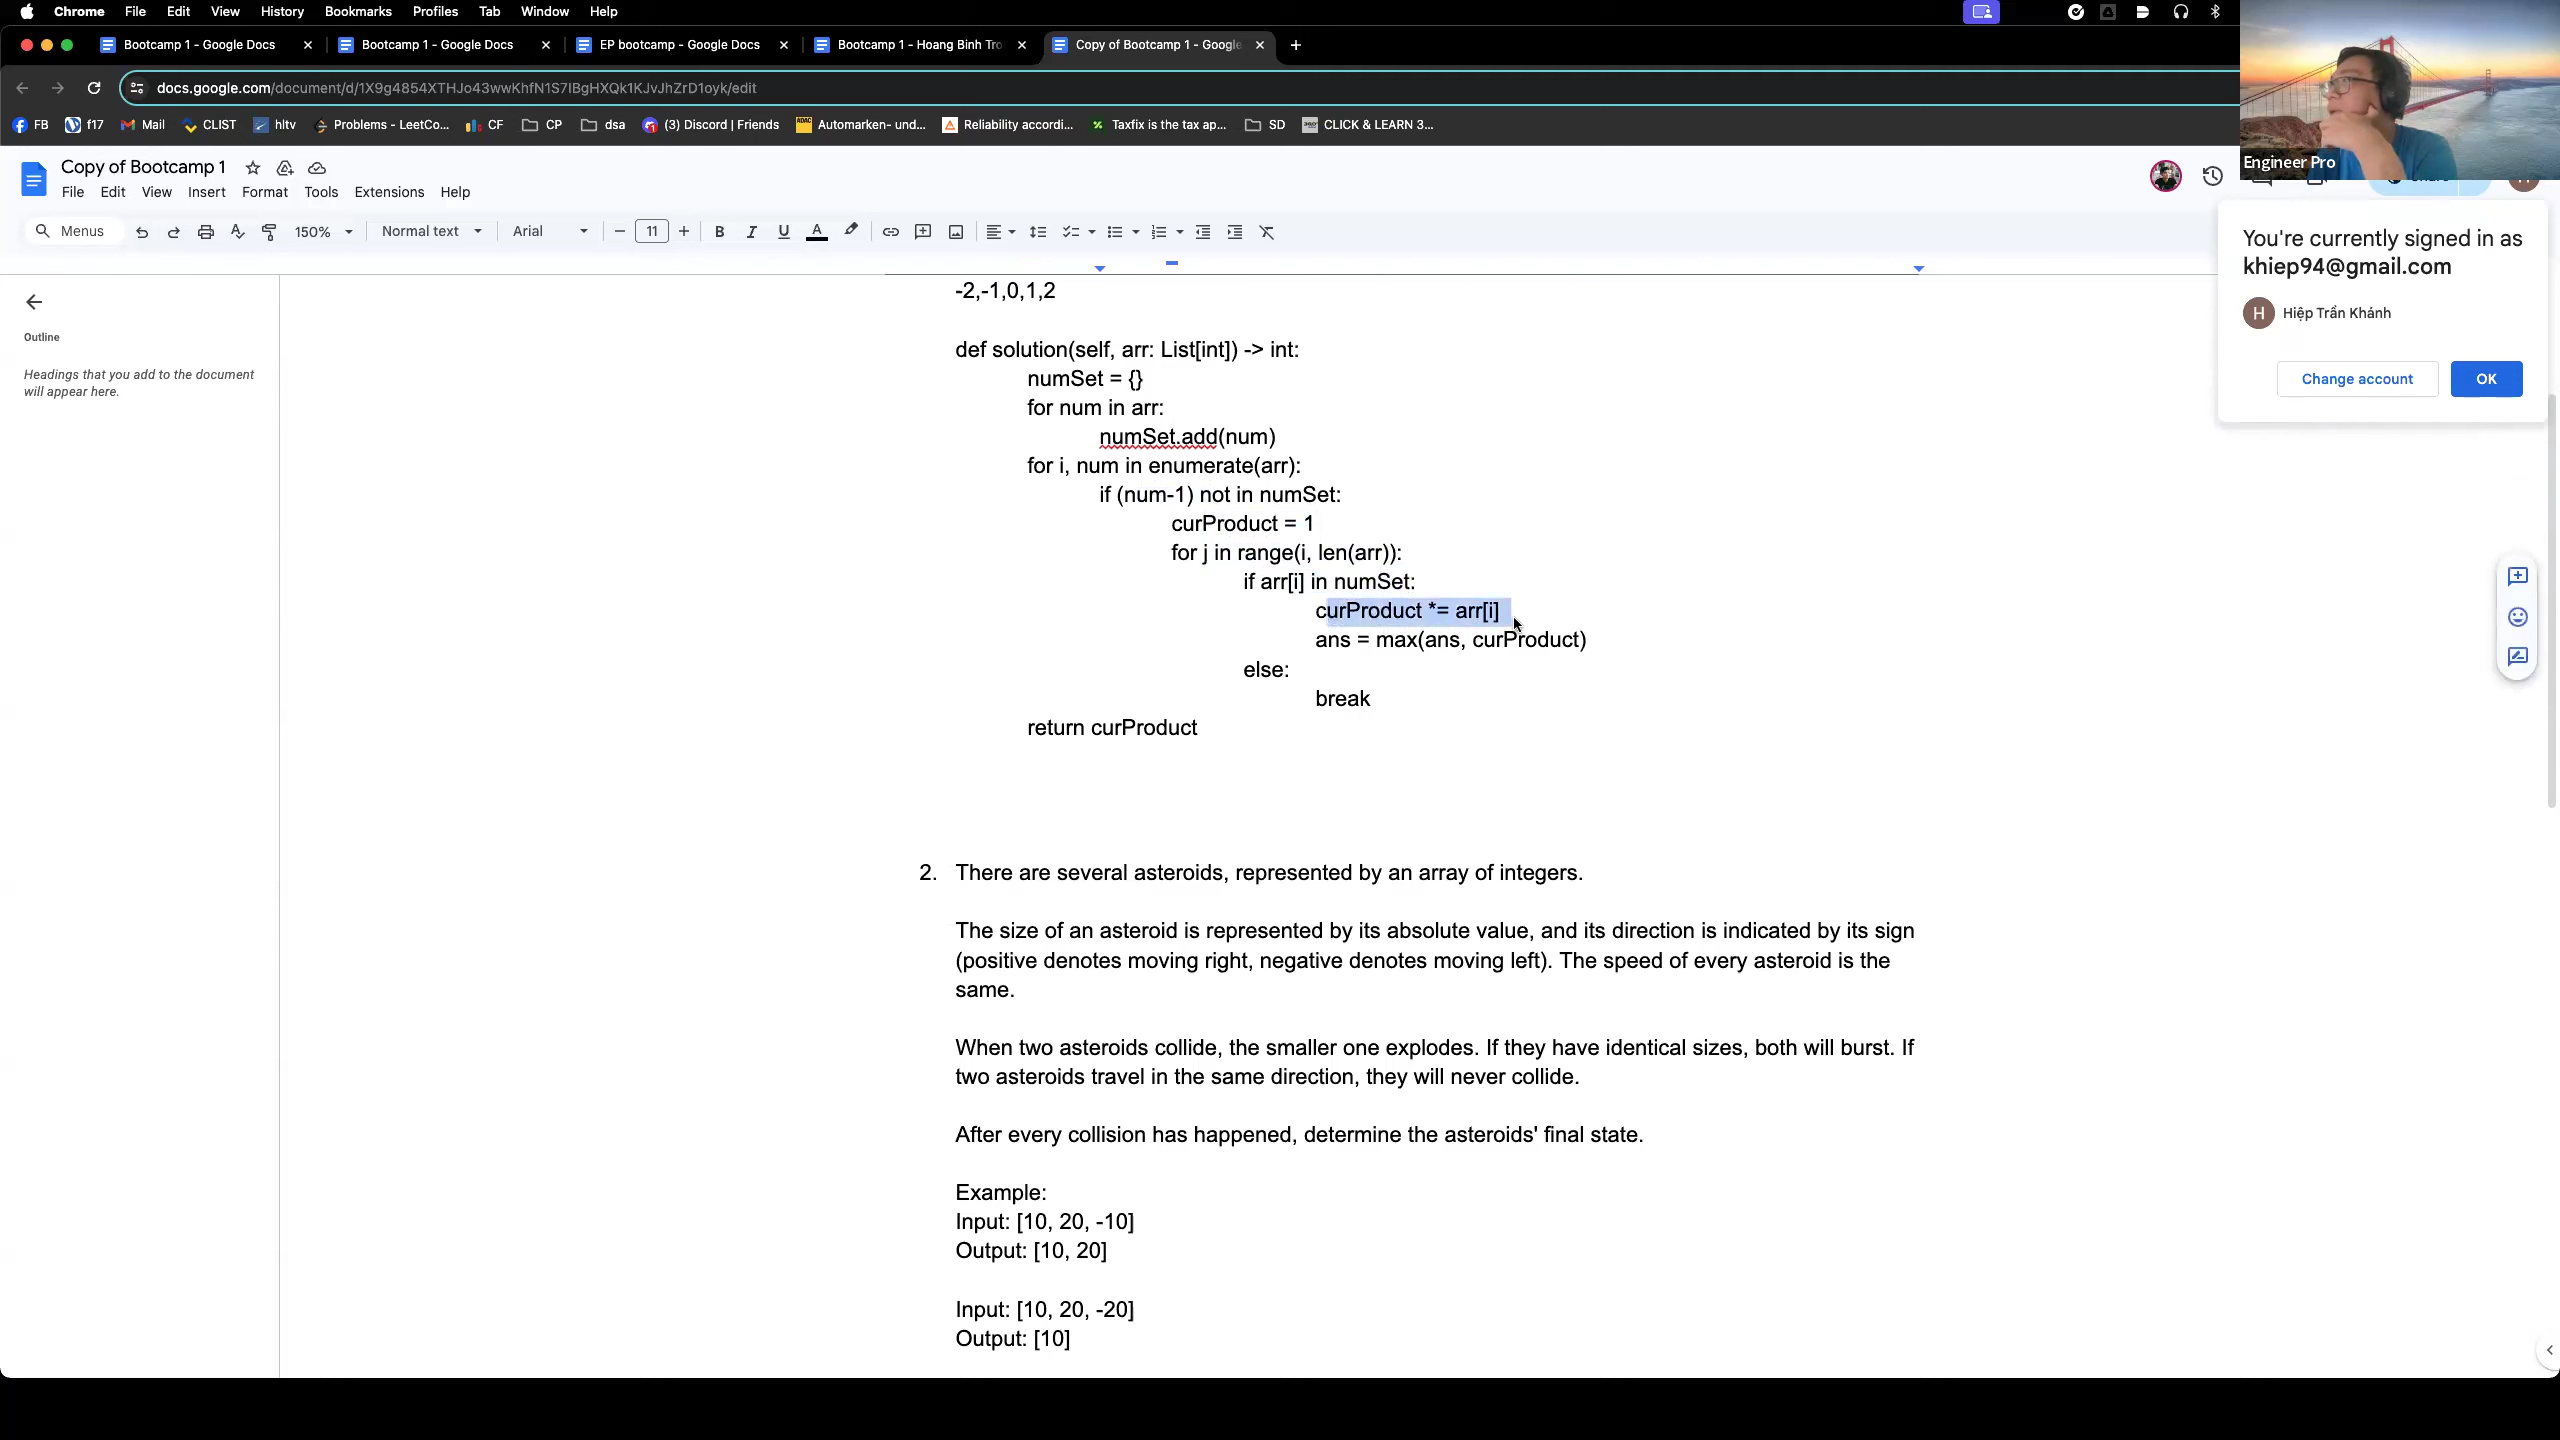 Chrome File Edit View History Bookmarks Profiles Tab Window Help
Bootcamp 1 - Google Docs
Bootcamp 1 - Google Docs
EP bootcamp - Google Docs
Bootcamp 1 - Hoang Binh Tro
Copy of Bootcamp 1 - Google
docs.google.com/document/d/1X9g4854XTHJo43wwKhfN1S7IBgHXQk1KJvJhZrD1oyk/edit
FB f17 Mail CLIST hltv Problems - LeetCo... CF CP dsa (3) Discord | Friends Automarken- und... Reliability accordi... Taxfix is the tax ap... SD CLICK & LEARN 3...
Engineer Pro
Copy of Bootcamp 1
File Edit View Insert Format Tools Extensions Help
Menus 150% Normal text Arial 11
You're currently signed in as
khiep94@gmail.com
H Hiệp Trần Khánh
Change account OK
Outline
Headings that you add to the document
will appear here.
-2,-1,0,1,2
def solution(self, arr: List[int]) -> int:
numSet = {}
for num in arr:
numSet.add(num)
for i, num in enumerate(arr):
if (num-1) not in numSet:
curProduct = 1
for j in range(i, len(arr)):
if arr[i] in numSet:
curProduct *= arr[i]
ans = max(ans, curProduct)
else:
break
return curProduct
2. There are several asteroids, represented by an array of integers.
The size of an asteroid is represented by its absolute value, and its direction is indicated by its sign
(positive denotes moving right, negative denotes moving left). The speed of every asteroid is the
same.
When two asteroids collide, the smaller one explodes. If they have identical sizes, both will burst. If
two asteroids travel in the same direction, they will never collide.
After every collision has happened, determine the asteroids' final state.
Example:
Input: [10, 20, -10]
Output: [10, 20]
Input: [10, 20, -20]
Output: [10]